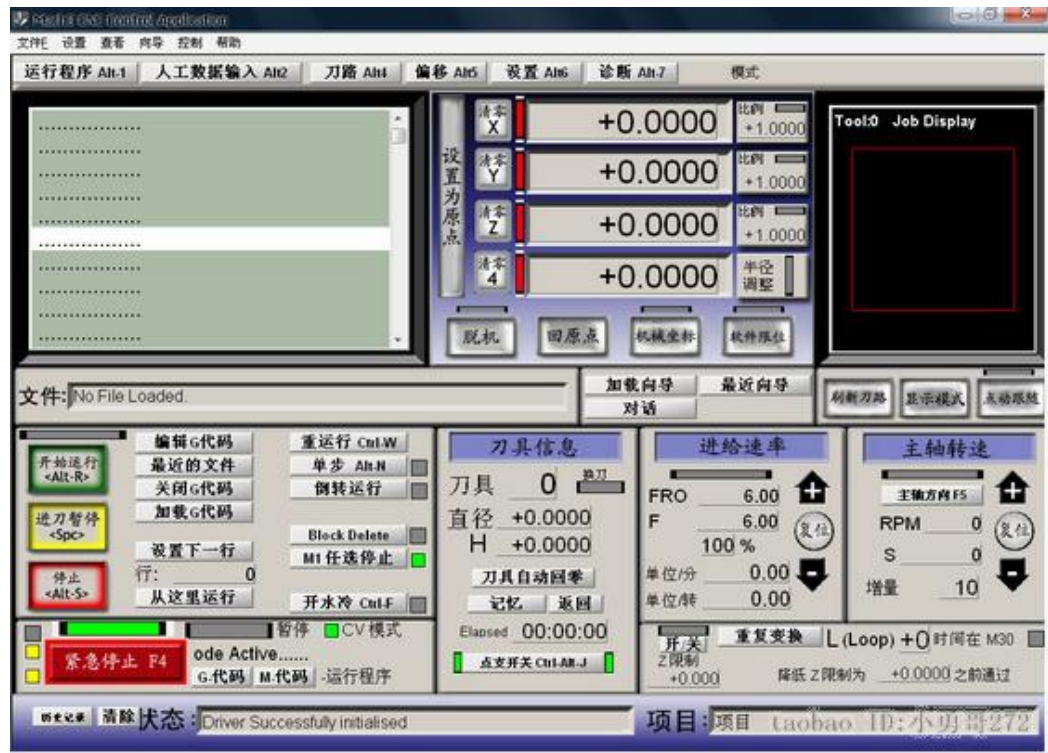 Mach3 CNC Control Application
文件E 设置 查看 向导 控制 帮助
运行程序 Alt-1 人工数据输入 Alt2 刀路 Alt4 偏移 Alt5 设置 Alt6 诊断 Alt-7 模式
设置为原点
清零 X +0.0000 比例 +1.0000
清零 Y +0.0000 比例 +1.0000
清零 Z +0.0000 比例 +1.0000
清零 4 +0.0000 半径调整
脱机 回原点 机械坐标 软件限位
Tool:0 Job Display
文件: No File Loaded.
加载向导 最近向导
对话
刷新刀路 显示模式 点动跟随
开始运行 <Alt-R>
进刀暂停 <Spc>
停止 <Alt-S>
编辑G代码 重运行 Ctrl-W
最近的文件 单步 Alt-N
关闭G代码 倒转运行
加载G代码
Block Delete
设置下一行 M1 任选停止
行: 0
从这里运行 开水冷 Ctrl-F
刀具信息
刀具 0 换刀
直径 +0.0000
H +0.0000
刀具自动回零
记忆 返回
Elapsed 00:00:00
点支开关 Ctrl-Alt-J
进给速率
FRO 6.00
F 6.00
100 % 复位
单位/分 0.00
单位/转 0.00
主轴转速
主轴方向 F5
RPM 0 复位
S 0
增量 10
暂停 CV 模式
紧急停止 F4
ode Active......
G.代码 M.代码 -运行程序
开/关 重复变换 L (Loop) +0 时间在 M30
Z 限制
+0.000 降低 Z 限制为 +0.0000 之前通过
历史记录 清除 状态: Driver Successfully initialised
项目: 项目 taobao ID:小勇哥272